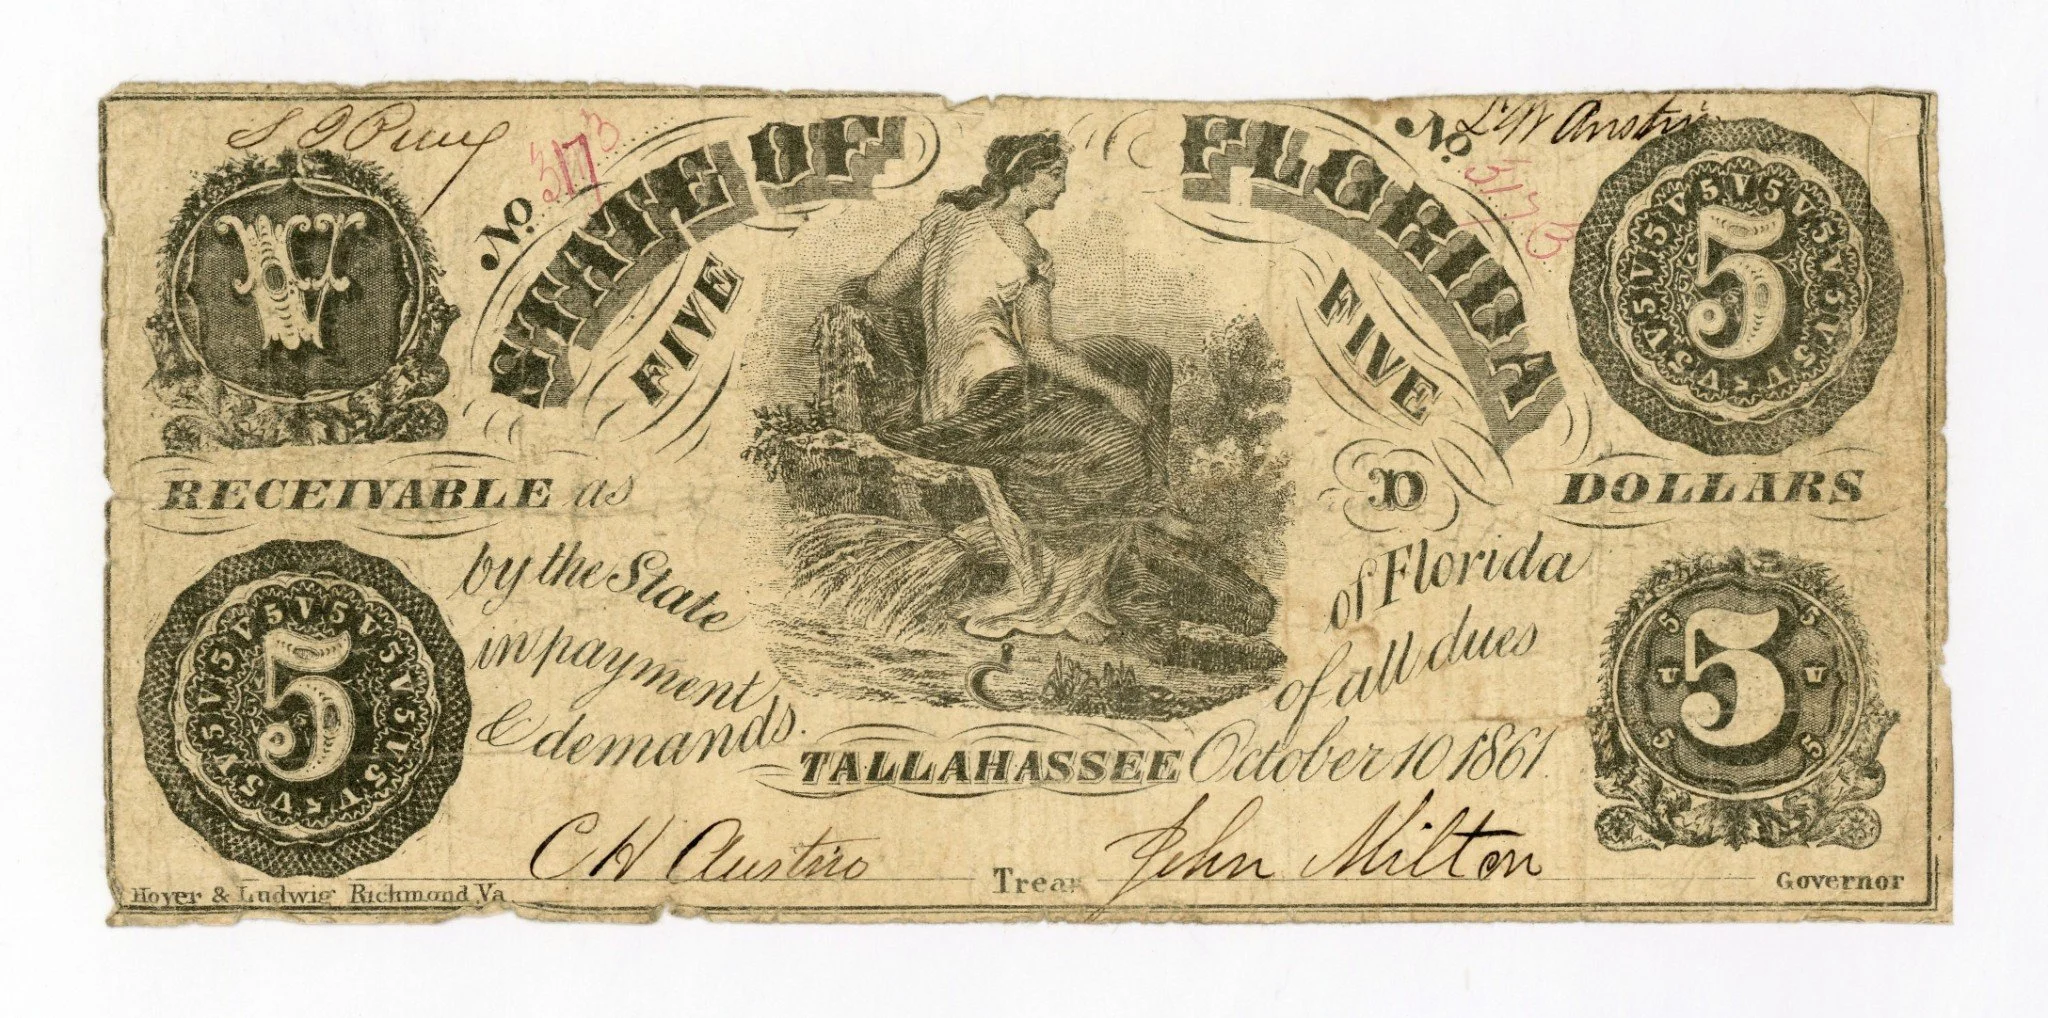 No. 3173
No. 3173
L W Austin
V
STATE OF FLORIDA
5
FIVE
FIVE
RECEIVABLE as
D
DOLLARS
by the State
of Florida
in payment
of all dues
& demands.
TALLAHASSEE October 10 1861
5
5
C H Austin Treas
John Milton Governor
Hoyer & Ludwig Richmond Va